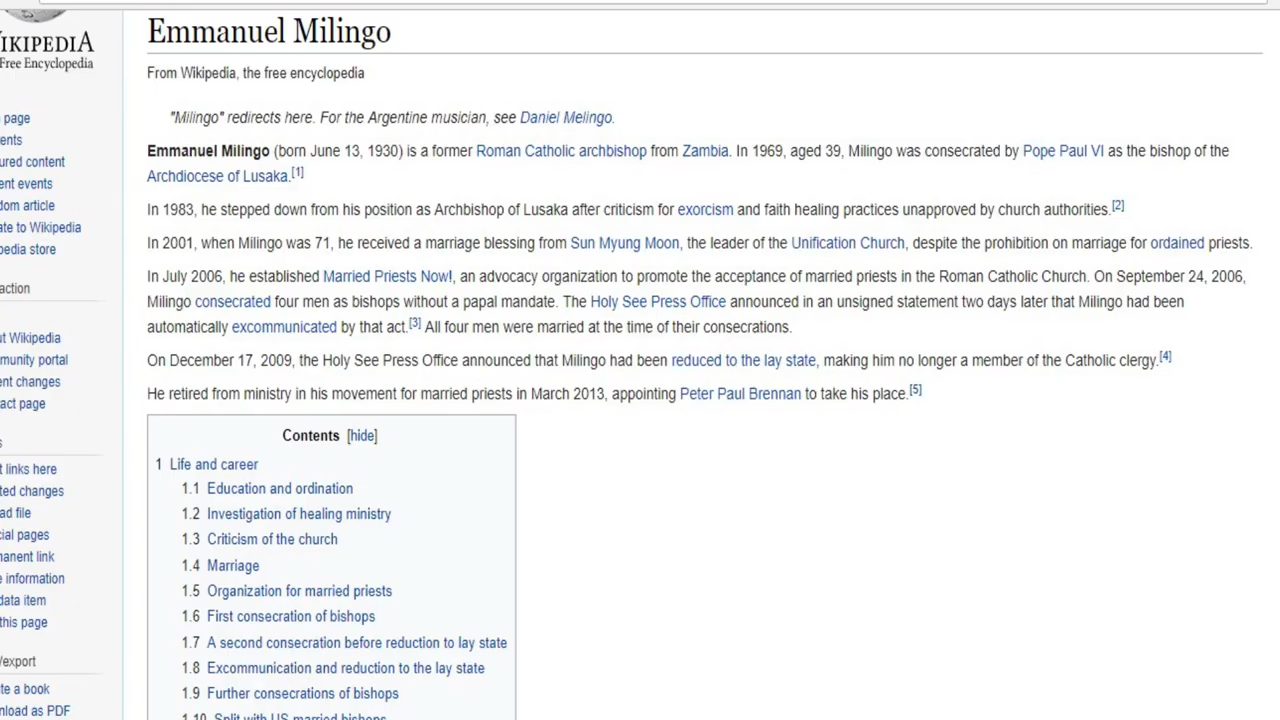 Emmanuel Milingo
From Wikipedia, the free encyclopedia
"Milingo" redirects here. For the Argentine musician, see Daniel Melingo.
Emmanuel Milingo (born June 13, 1930) is a former Roman Catholic archbishop from Zambia. In 1969, aged 39, Milingo was consecrated by Pope Paul VI as the bishop of the
Archdiocese of Lusaka.[1]
In 1983, he stepped down from his position as Archbishop of Lusaka after criticism for exorcism and faith healing practices unapproved by church authorities.[2]
In 2001, when Milingo was 71, he received a marriage blessing from Sun Myung Moon, the leader of the Unification Church, despite the prohibition on marriage for ordained priests.
In July 2006, he established Married Priests Now!, an advocacy organization to promote the acceptance of married priests in the Roman Catholic Church. On September 24, 2006,
Milingo consecrated four men as bishops without a papal mandate. The Holy See Press Office announced in an unsigned statement two days later that Milingo had been
automatically excommunicated by that act.[3] All four men were married at the time of their consecrations.
On December 17, 2009, the Holy See Press Office announced that Milingo had been reduced to the lay state, making him no longer a member of the Catholic clergy.[4]
He retired from ministry in his movement for married priests in March 2013, appointing Peter Paul Brennan to take his place.[5]
Contents [hide]
1 Life and career
1.1 Education and ordination
1.2 Investigation of healing ministry
1.3 Criticism of the church
1.4 Marriage
1.5 Organization for married priests
1.6 First consecration of bishops
1.7 A second consecration before reduction to lay state
1.8 Excommunication and reduction to the lay state
1.9 Further consecrations of bishops
1.10 Split with US married bishops
IKIPEDIA
Free Encyclopedia
page
ents
ured content
ent events
dom article
ate to Wikipedia
pedia store
action
ut Wikipedia
munity portal
ent changes
act page
s
t links here
ted changes
ad file
cial pages
manent link
e information
data item
this page
/export
te a book
nload as PDF